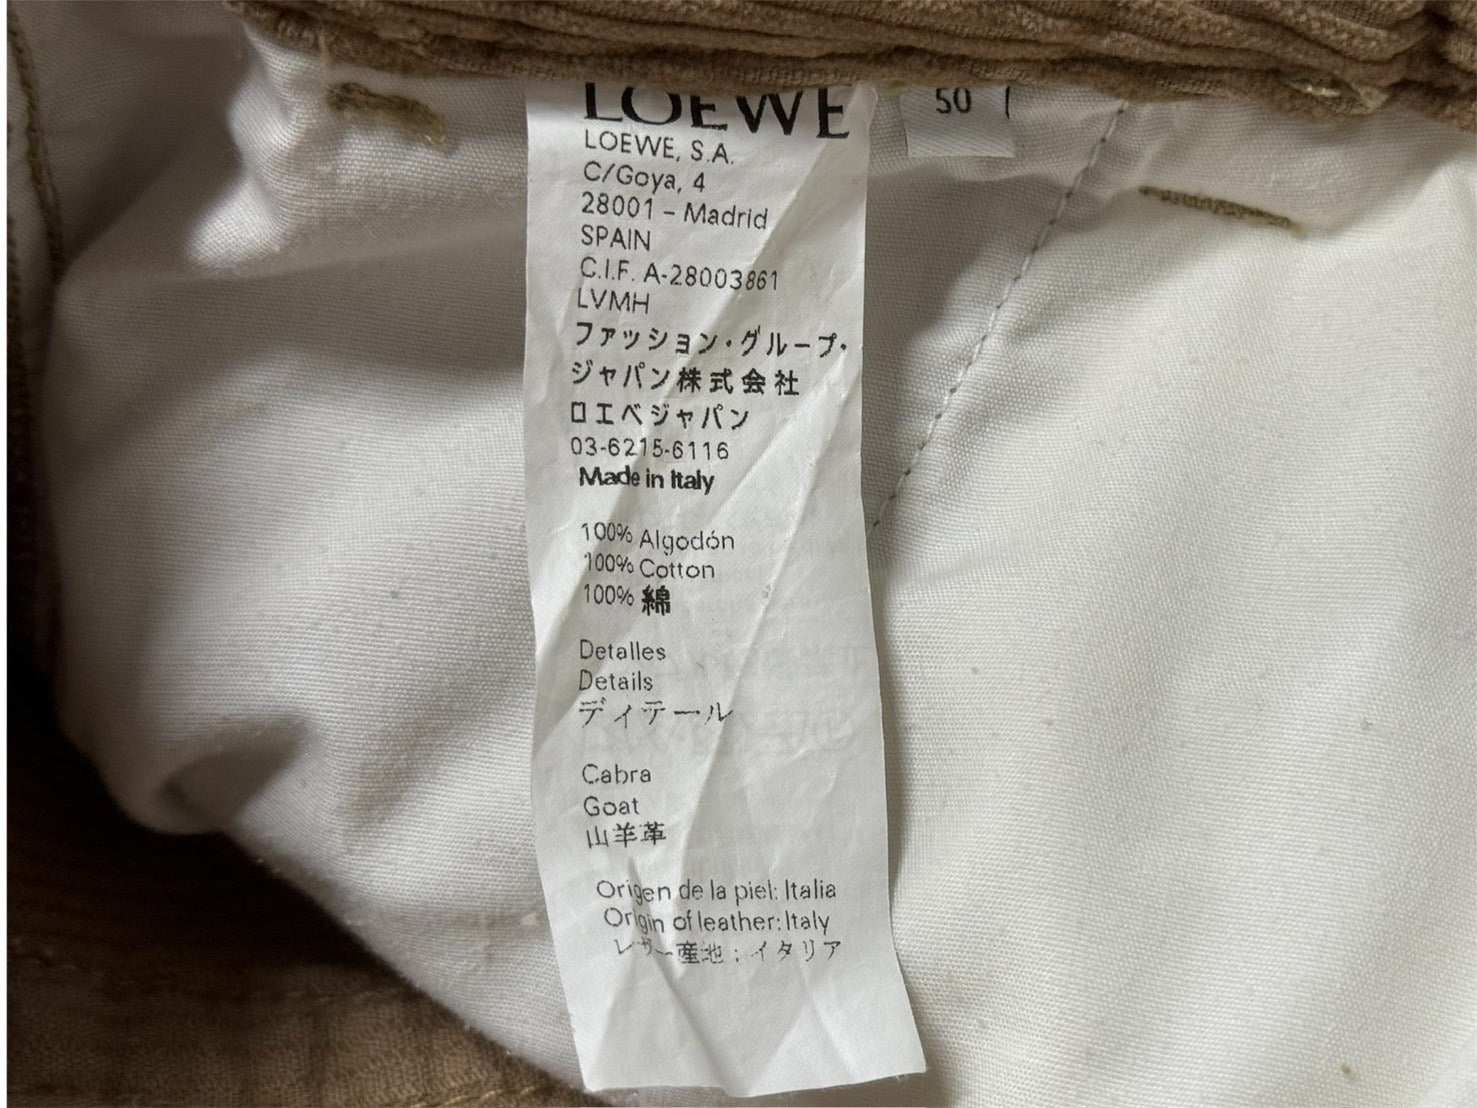 LOEWE
50
LOEWE, S.A.
C/Goya, 4
28001 – Madrid
SPAIN
C.I.F. A-28003861
LVMH
ファッション・グループ・
ジャパン株式会社
ロエベジャパン
03-6215-6116
Made in Italy
100% Algodón
100% Cotton
100% 綿
Detalles
Details
ディテール
Cabra
Goat
山羊革
Origen de la piel: Italia
Origin of leather: Italy
レザー産地：イタリア